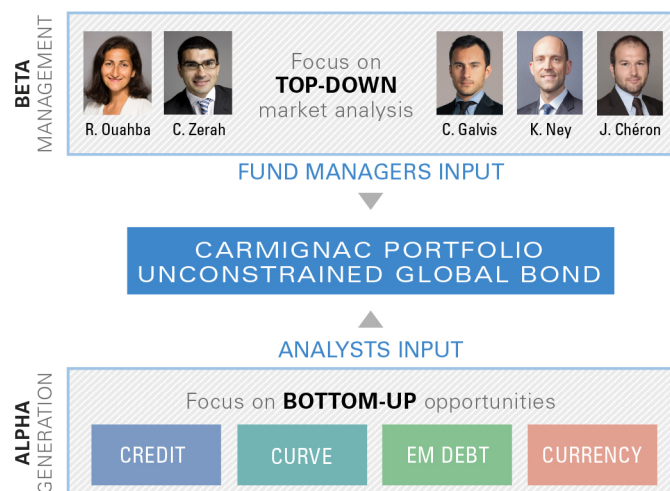 BETA
MANAGEMENT
Focus on
TOP-DOWN
market analysis
R. Ouahba
C. Zerah
C. Galvis
K. Ney
J. Chéron
FUND MANAGERS INPUT
CARMIGNAC PORTFOLIO
UNCONSTRAINED GLOBAL BOND
ANALYSTS INPUT
ALPHA
GENERATION
Focus on BOTTOM-UP opportunities
CREDIT
CURVE
EM DEBT
CURRENCY